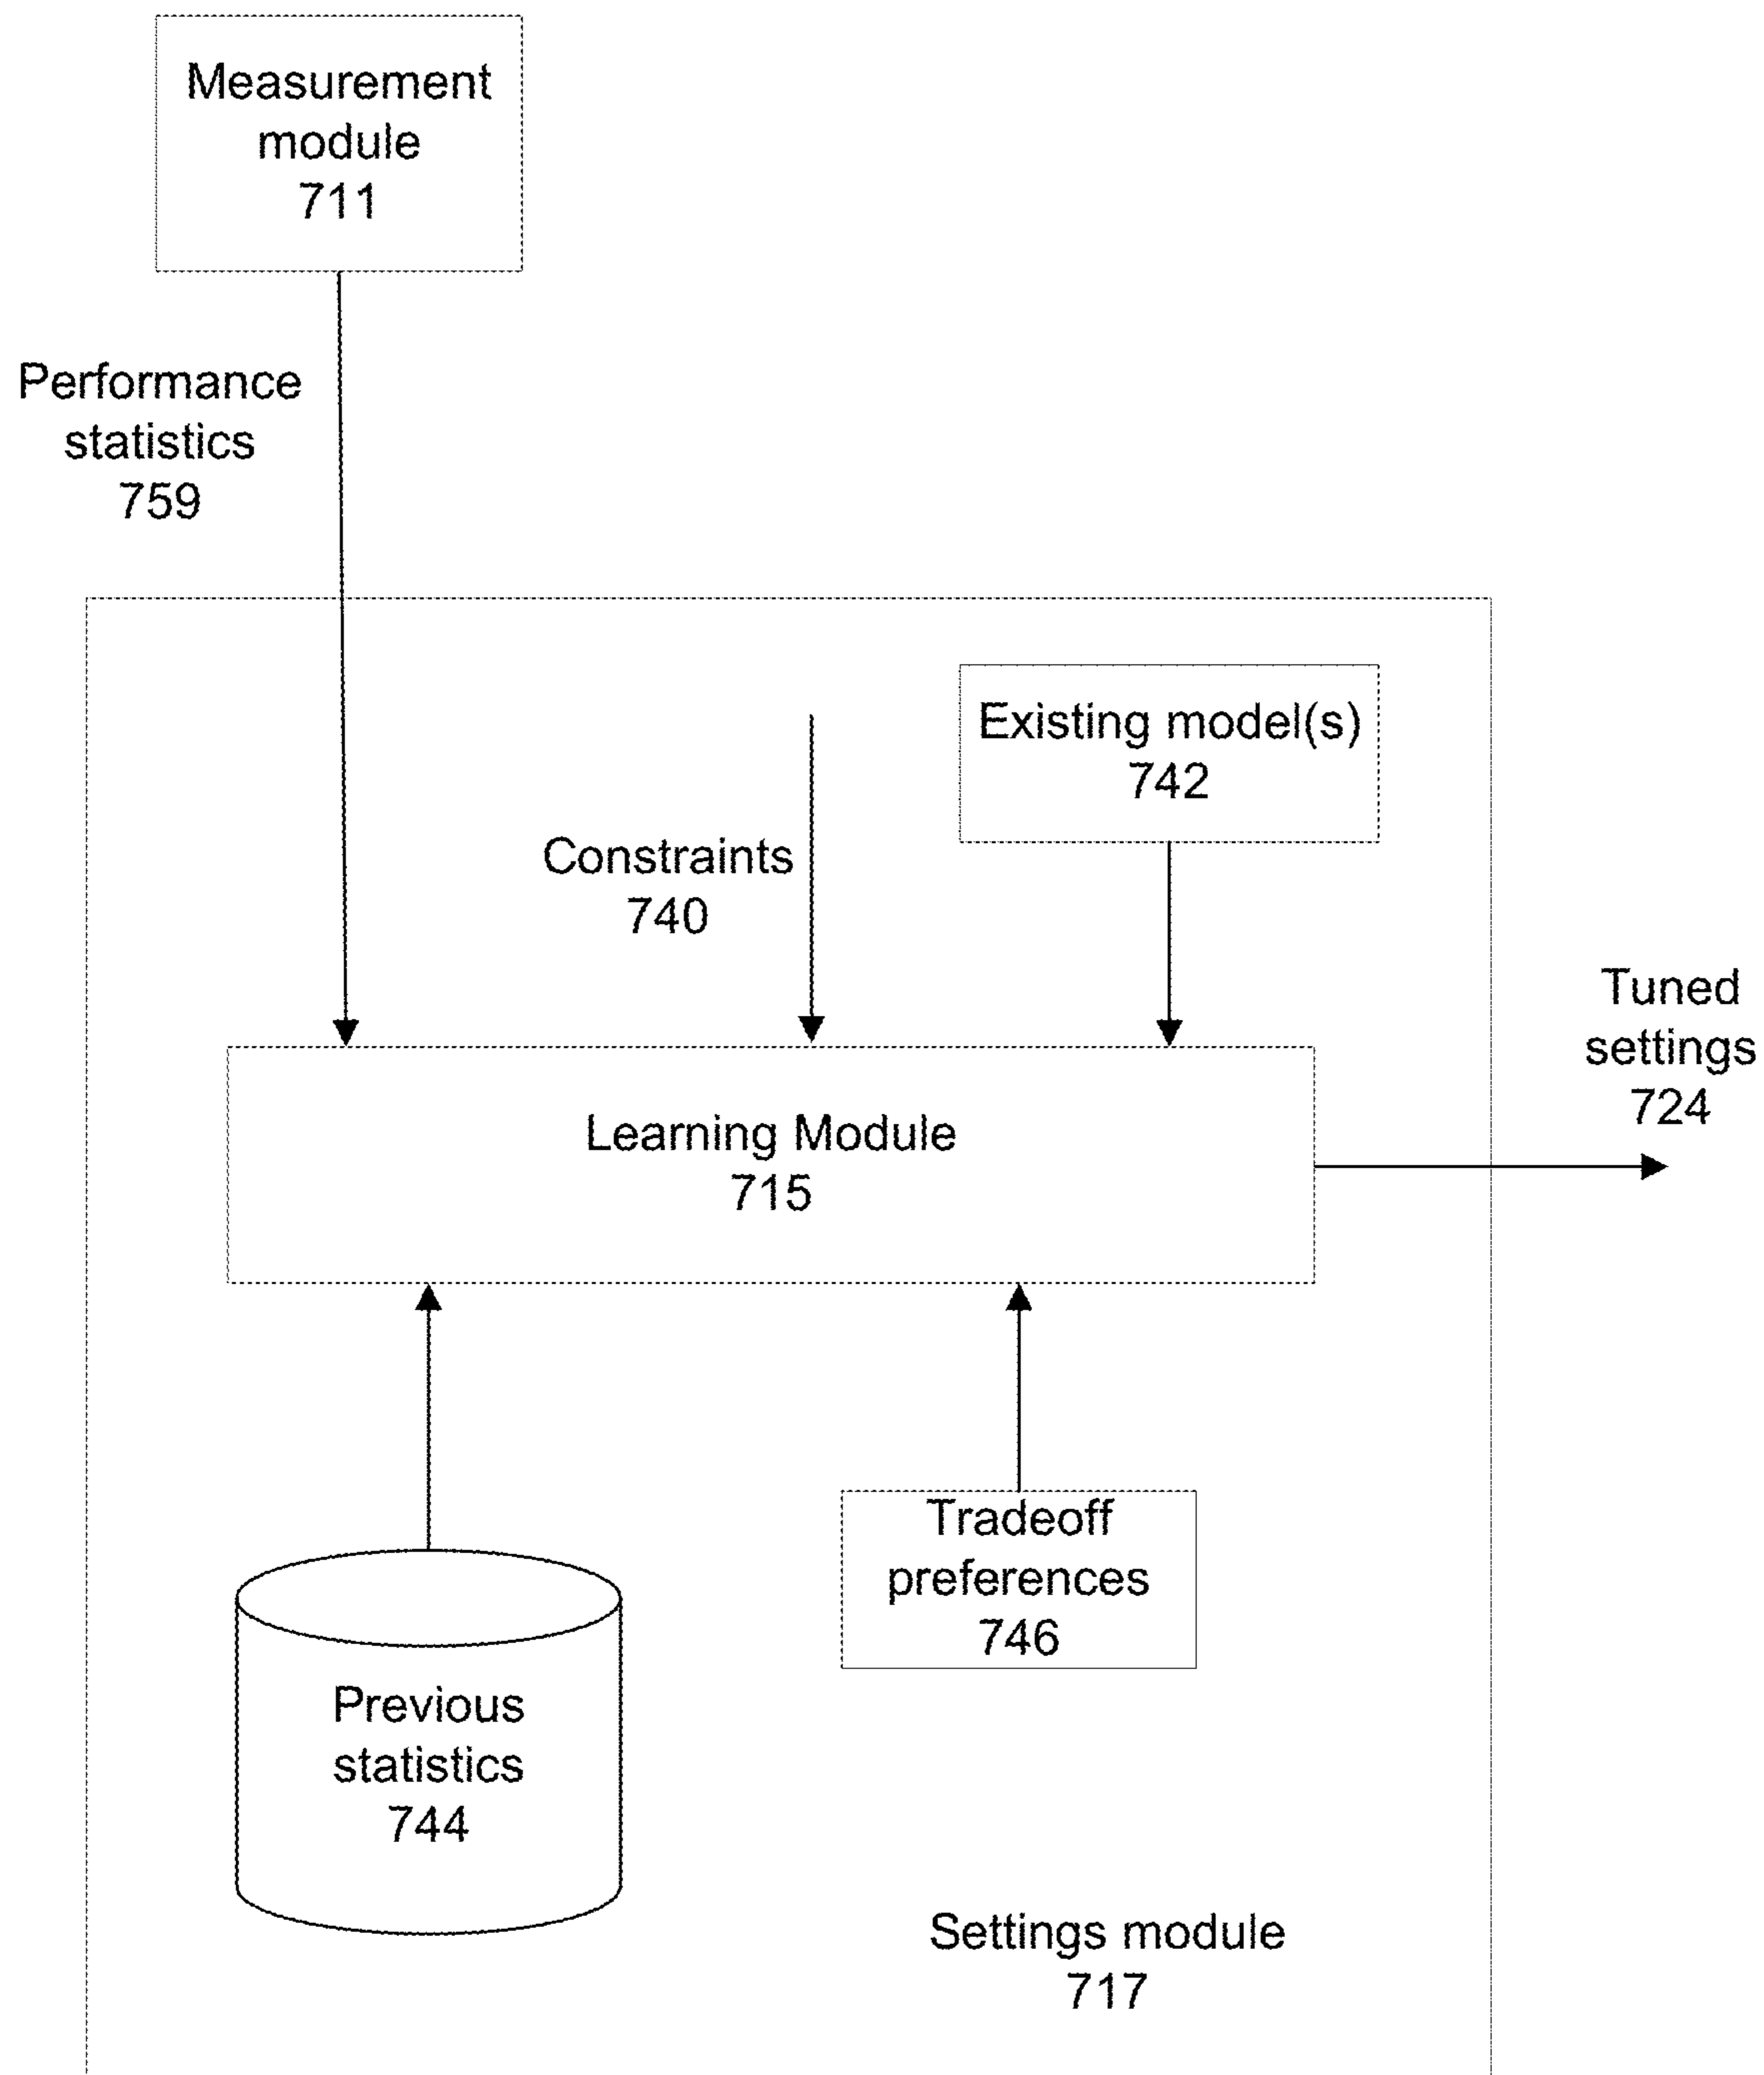 Measurement
module
711
Performance
statistics
759
Existing model(s)
742
Constraints
740
Tuned
settings
724
Learning Module
715
Tradeoff
preferences
746
Previous
statistics
744
Settings module
717